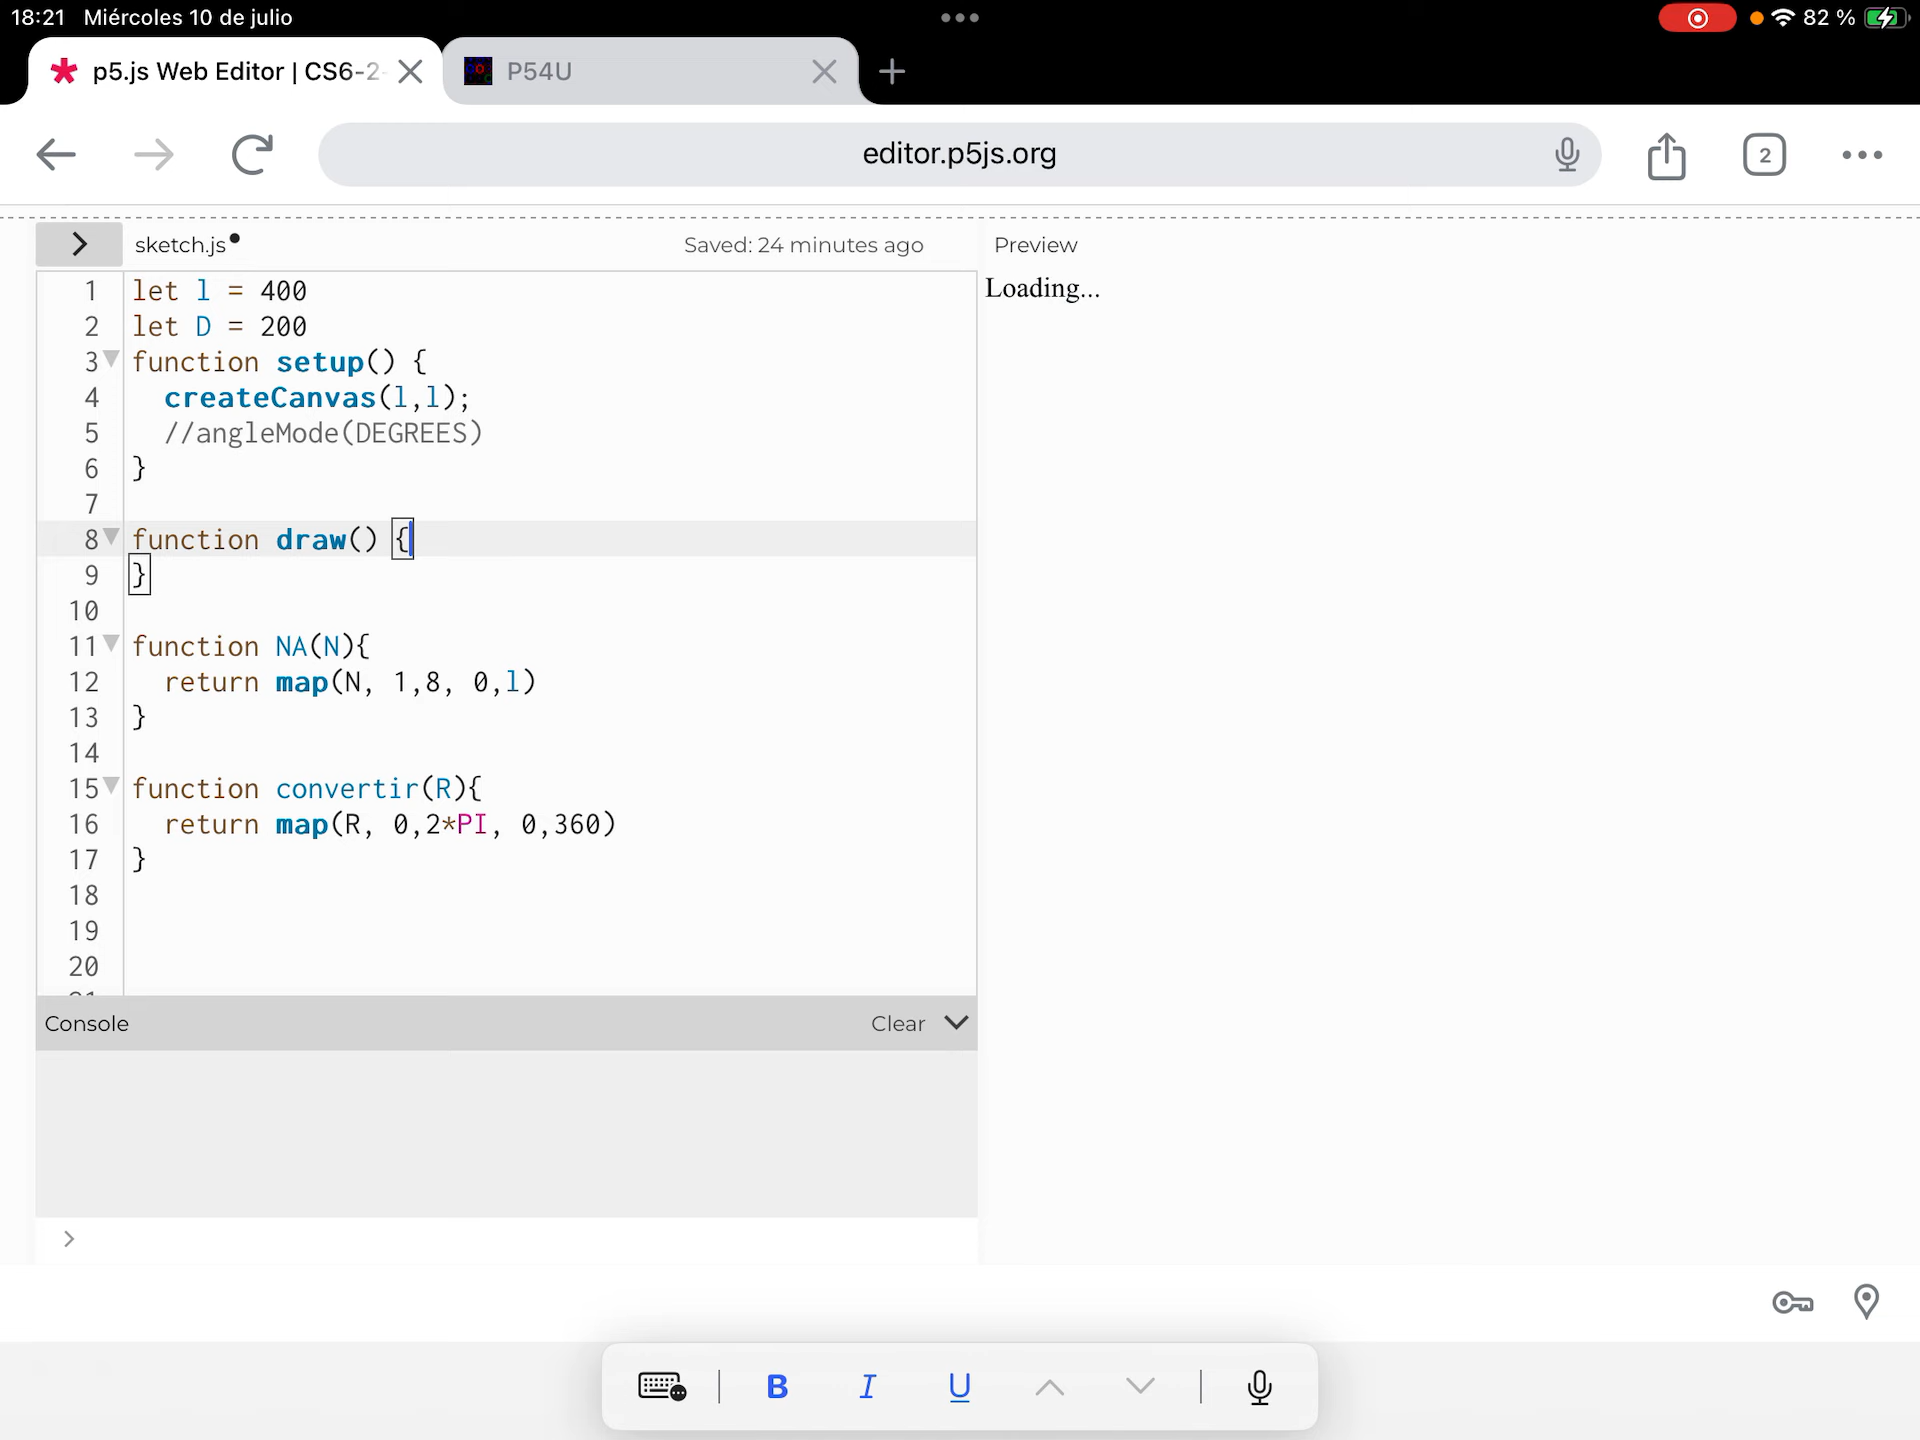 18:21 Miércoles 10 de julio
82 %
p5.js Web Editor | CS6-2
P54U
editor.p5js.org
2
sketch.js
Saved: 24 minutes ago
Preview
Loading...
1 let l = 400
2 let D = 200
3 function setup() {
4   createCanvas(l,l);
5   //angleMode(DEGREES)
6 }
7
8 function draw() {
9 }
10
11 function NA(N){
12   return map(N, 1,8, 0,l)
13 }
14
15 function convertir(R){
16   return map(R, 0,2*PI, 0,360)
17 }
18
19
20
21
Console
Clear
>
B I U